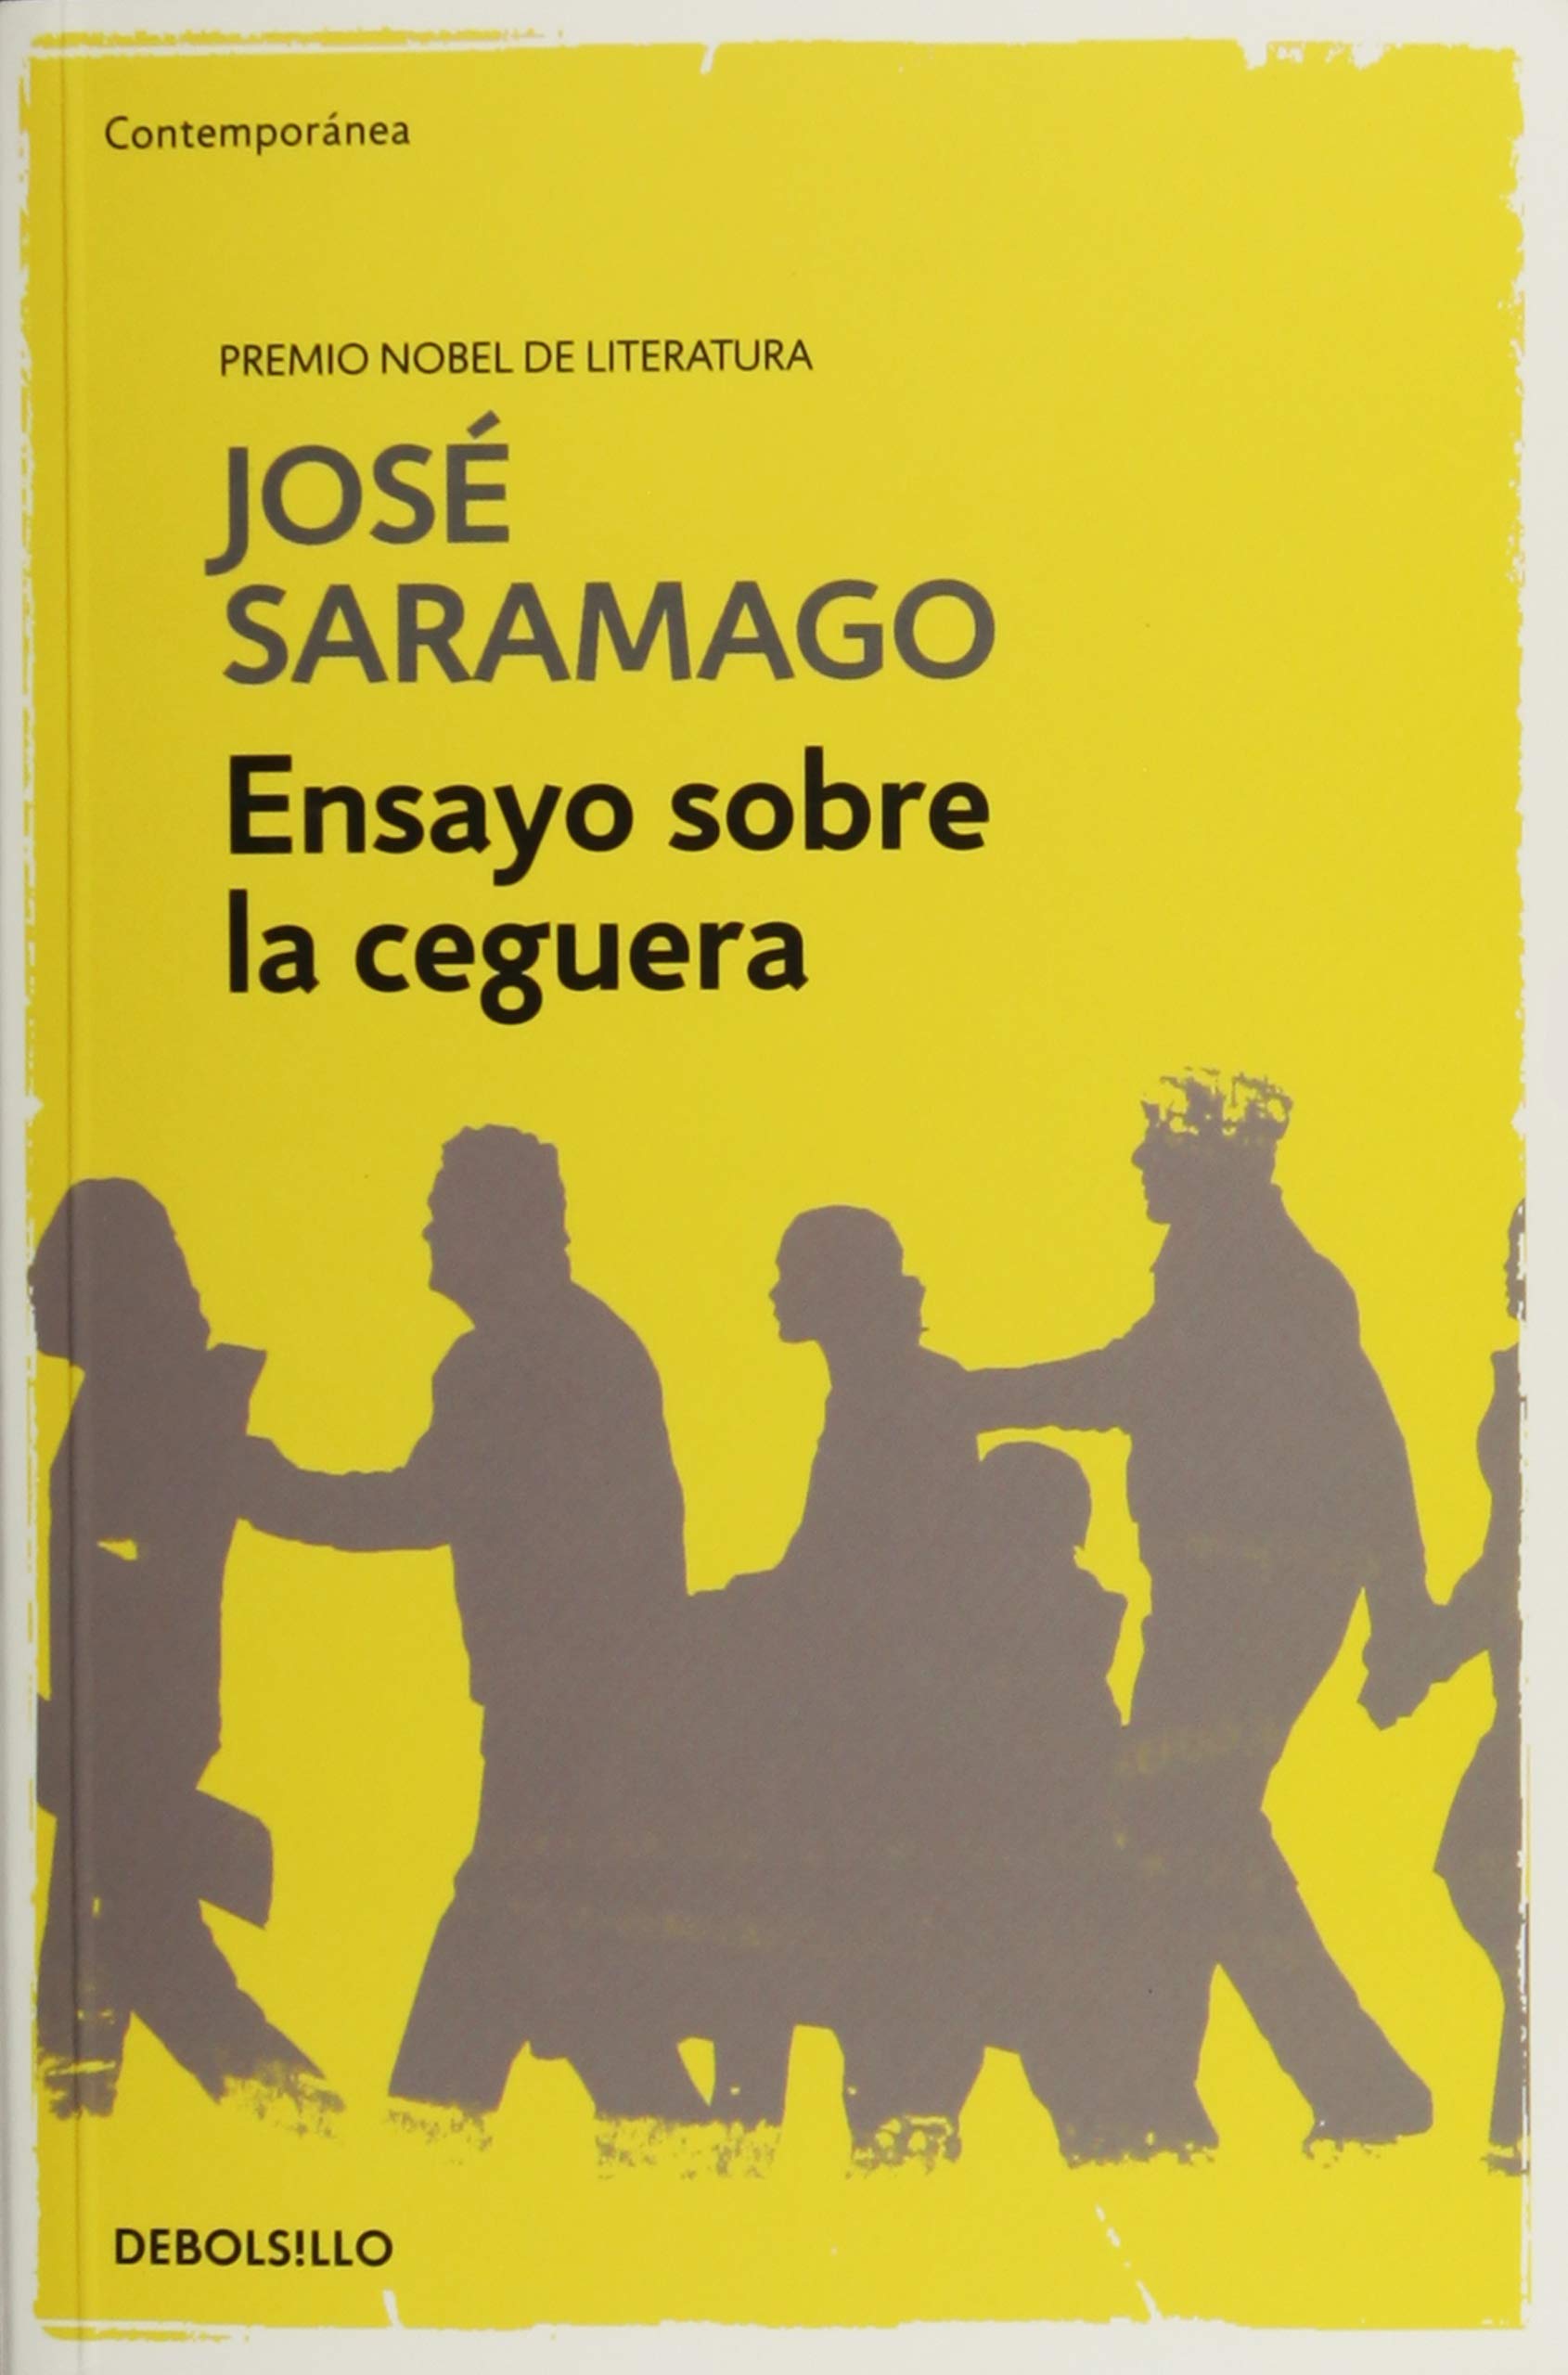 Contemporánea
PREMIO NOBEL DE LITERATURA
JOSÉ
SARAMAGO
Ensayo sobre
la ceguera
DEBOLS!LLO